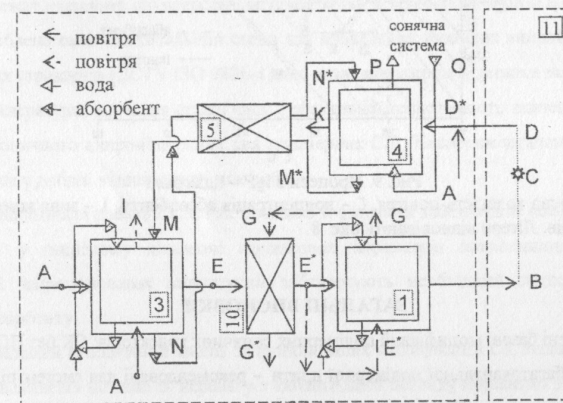 повітря
повітря
вода
абсорбент
сонячна
система
11
N*
P
O
5
K
4
D*
D
M*
C
A
M
G
G
A
E
E*
3
10
1
B
N
G
E
A